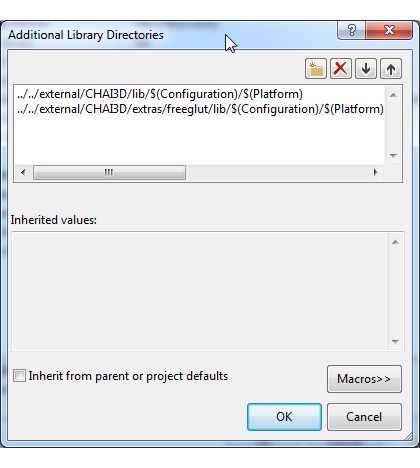 Additional Library Directories
../../external/CHAI3D/lib/$(Configuration)/$(Platform)
../../external/CHAI3D/extras/freeglut/lib/$(Configuration)/$(Platform)
Inherited values:
Inherit from parent or project defaults
Macros>>
OK
Cancel